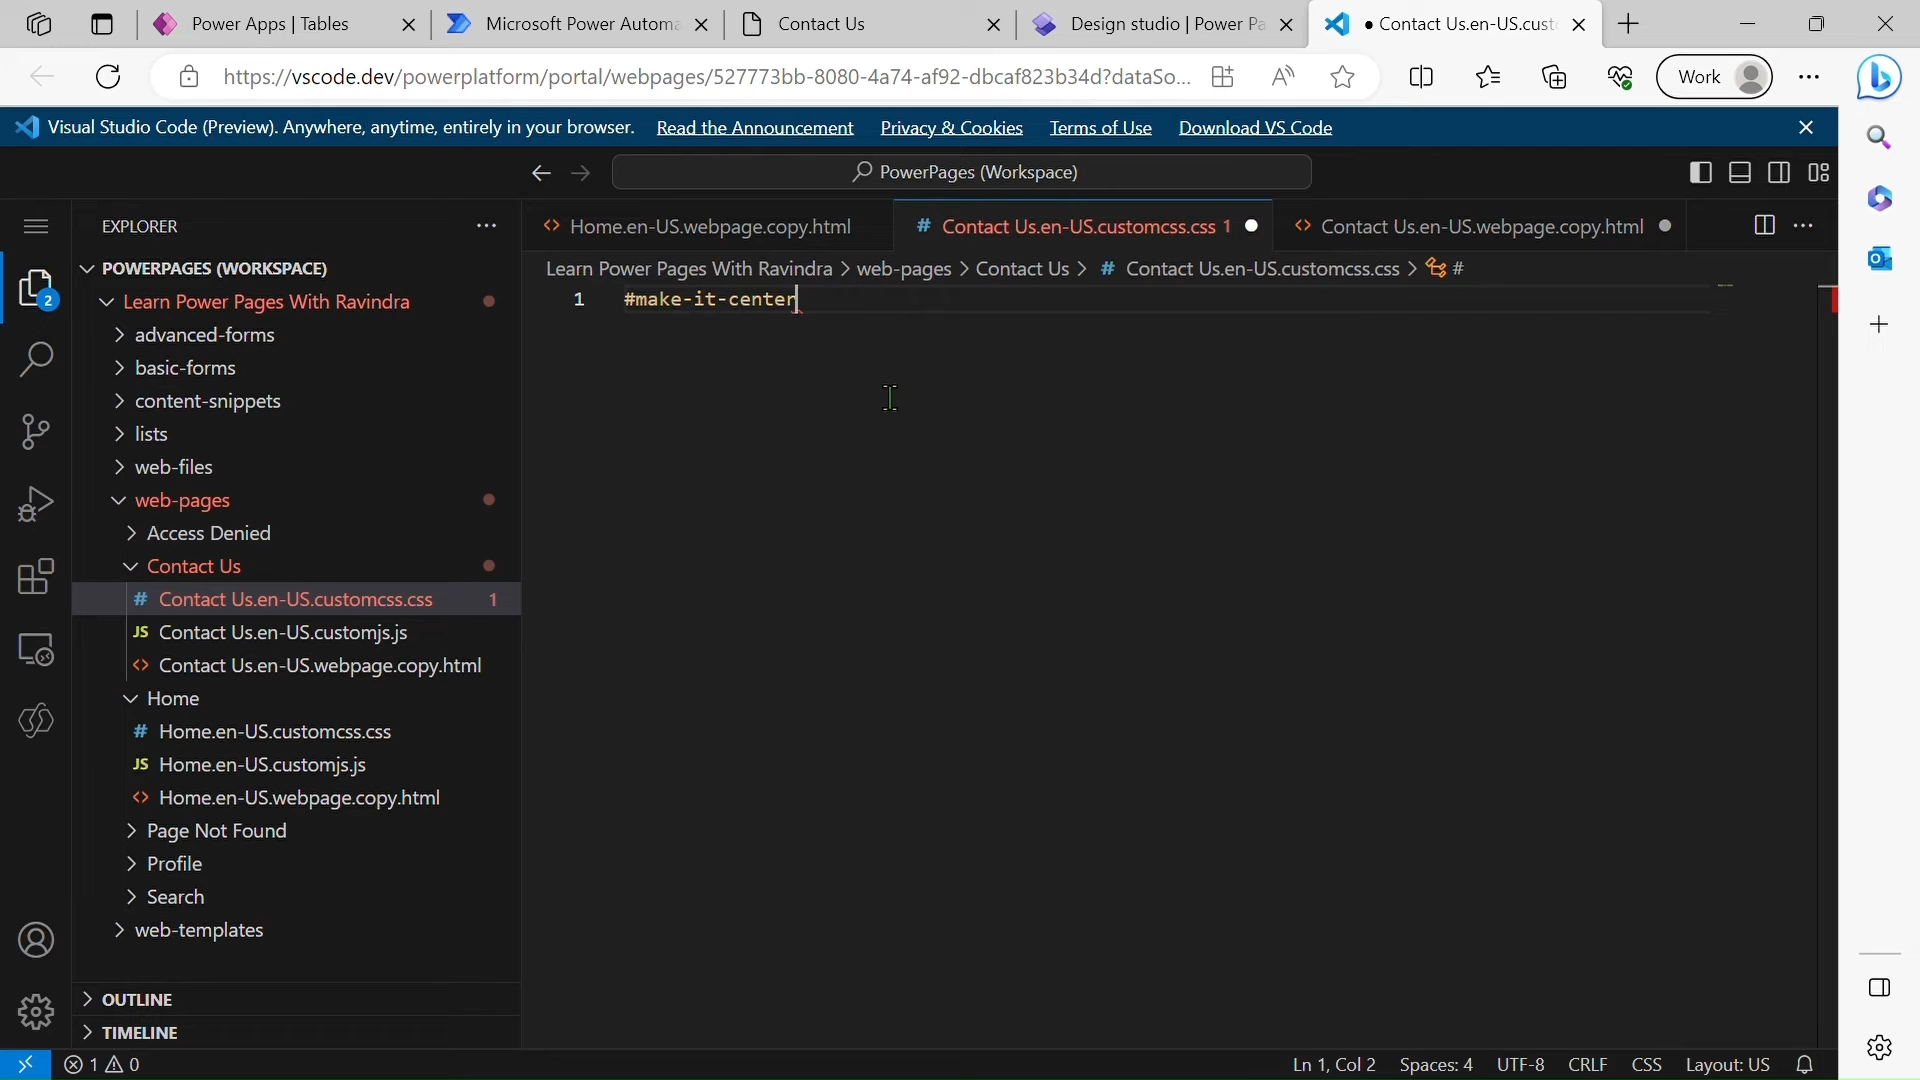 Power Apps | Tables
Microsoft Power Automa
Contact Us
Design studio | Power Pa
● Contact Us.en-US.cust
https://vscode.dev/powerplatform/portal/webpages/527773bb-8080-4a74-af92-dbcaf823b34d?dataSo...
Work
Visual Studio Code (Preview). Anywhere, anytime, entirely in your browser. Read the Announcement Privacy & Cookies Terms of Use Download VS Code
PowerPages (Workspace)
EXPLORER
Home.en-US.webpage.copy.html
# Contact Us.en-US.customcss.css 1
Contact Us.en-US.webpage.copy.html
Learn Power Pages With Ravindra > web-pages > Contact Us > # Contact Us.en-US.customcss.css > #
1 #make-it-center
POWERPAGES (WORKSPACE)
Learn Power Pages With Ravindra
2
advanced-forms
basic-forms
content-snippets
lists
web-files
web-pages
Access Denied
Contact Us
# Contact Us.en-US.customcss.css 1
JS Contact Us.en-US.customjs.js
Contact Us.en-US.webpage.copy.html
Home
# Home.en-US.customcss.css
JS Home.en-US.customjs.js
Home.en-US.webpage.copy.html
Page Not Found
Profile
Search
web-templates
OUTLINE
TIMELINE
1 0
Ln 1, Col 2 Spaces: 4 UTF-8 CRLF CSS Layout: US